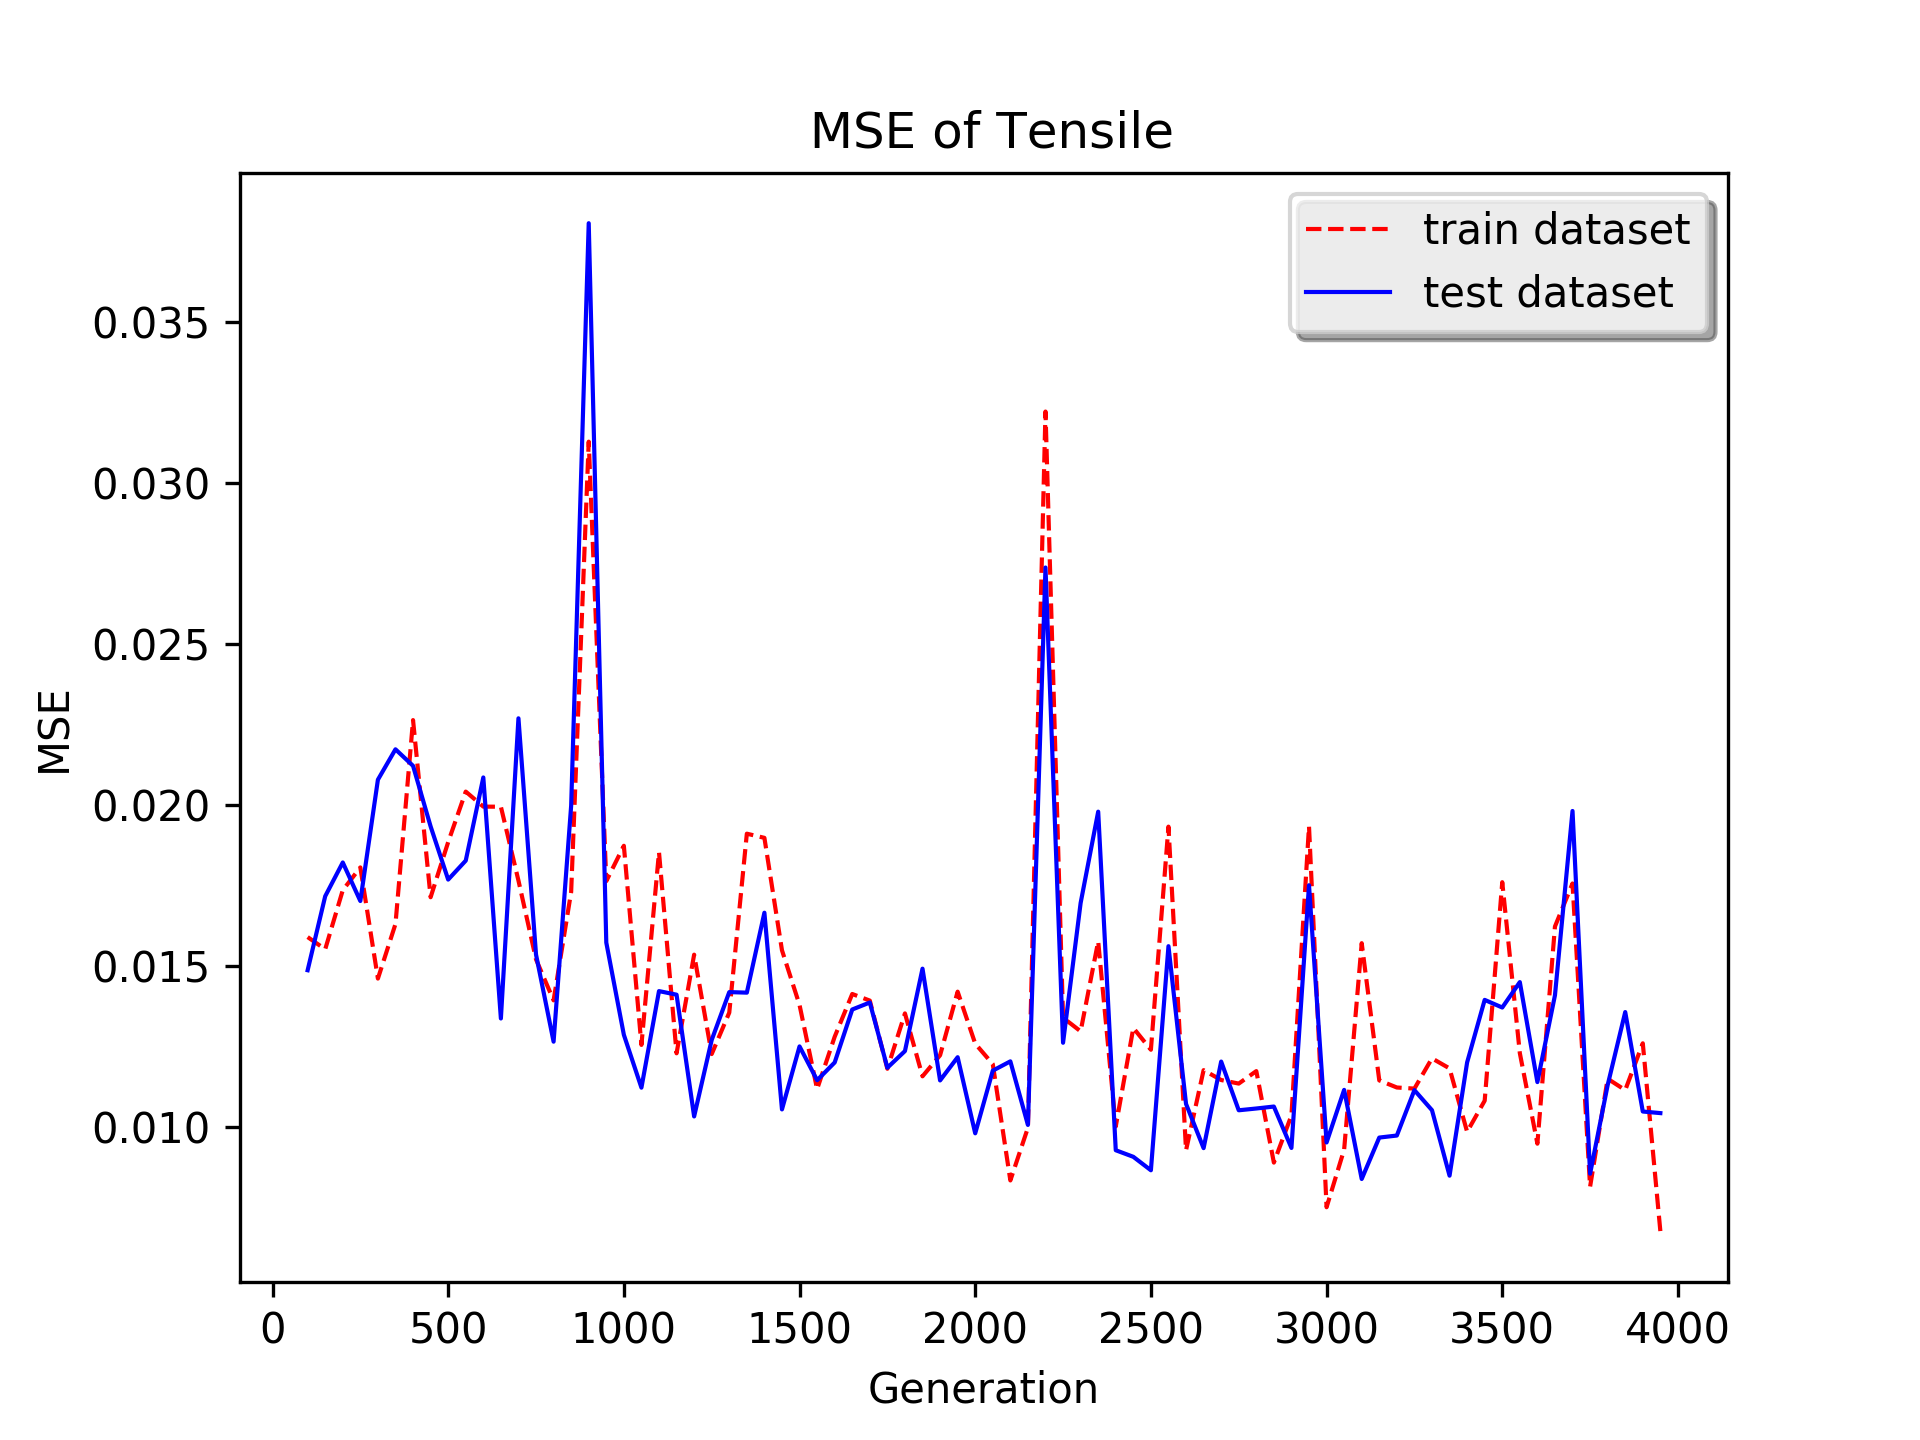 MSE of Tensile
train dataset
test dataset
0.035
0.030
0.025
0.020
0.015
0.010
MSE
0 500 1000 1500 2000 2500 3000 3500 4000
Generation